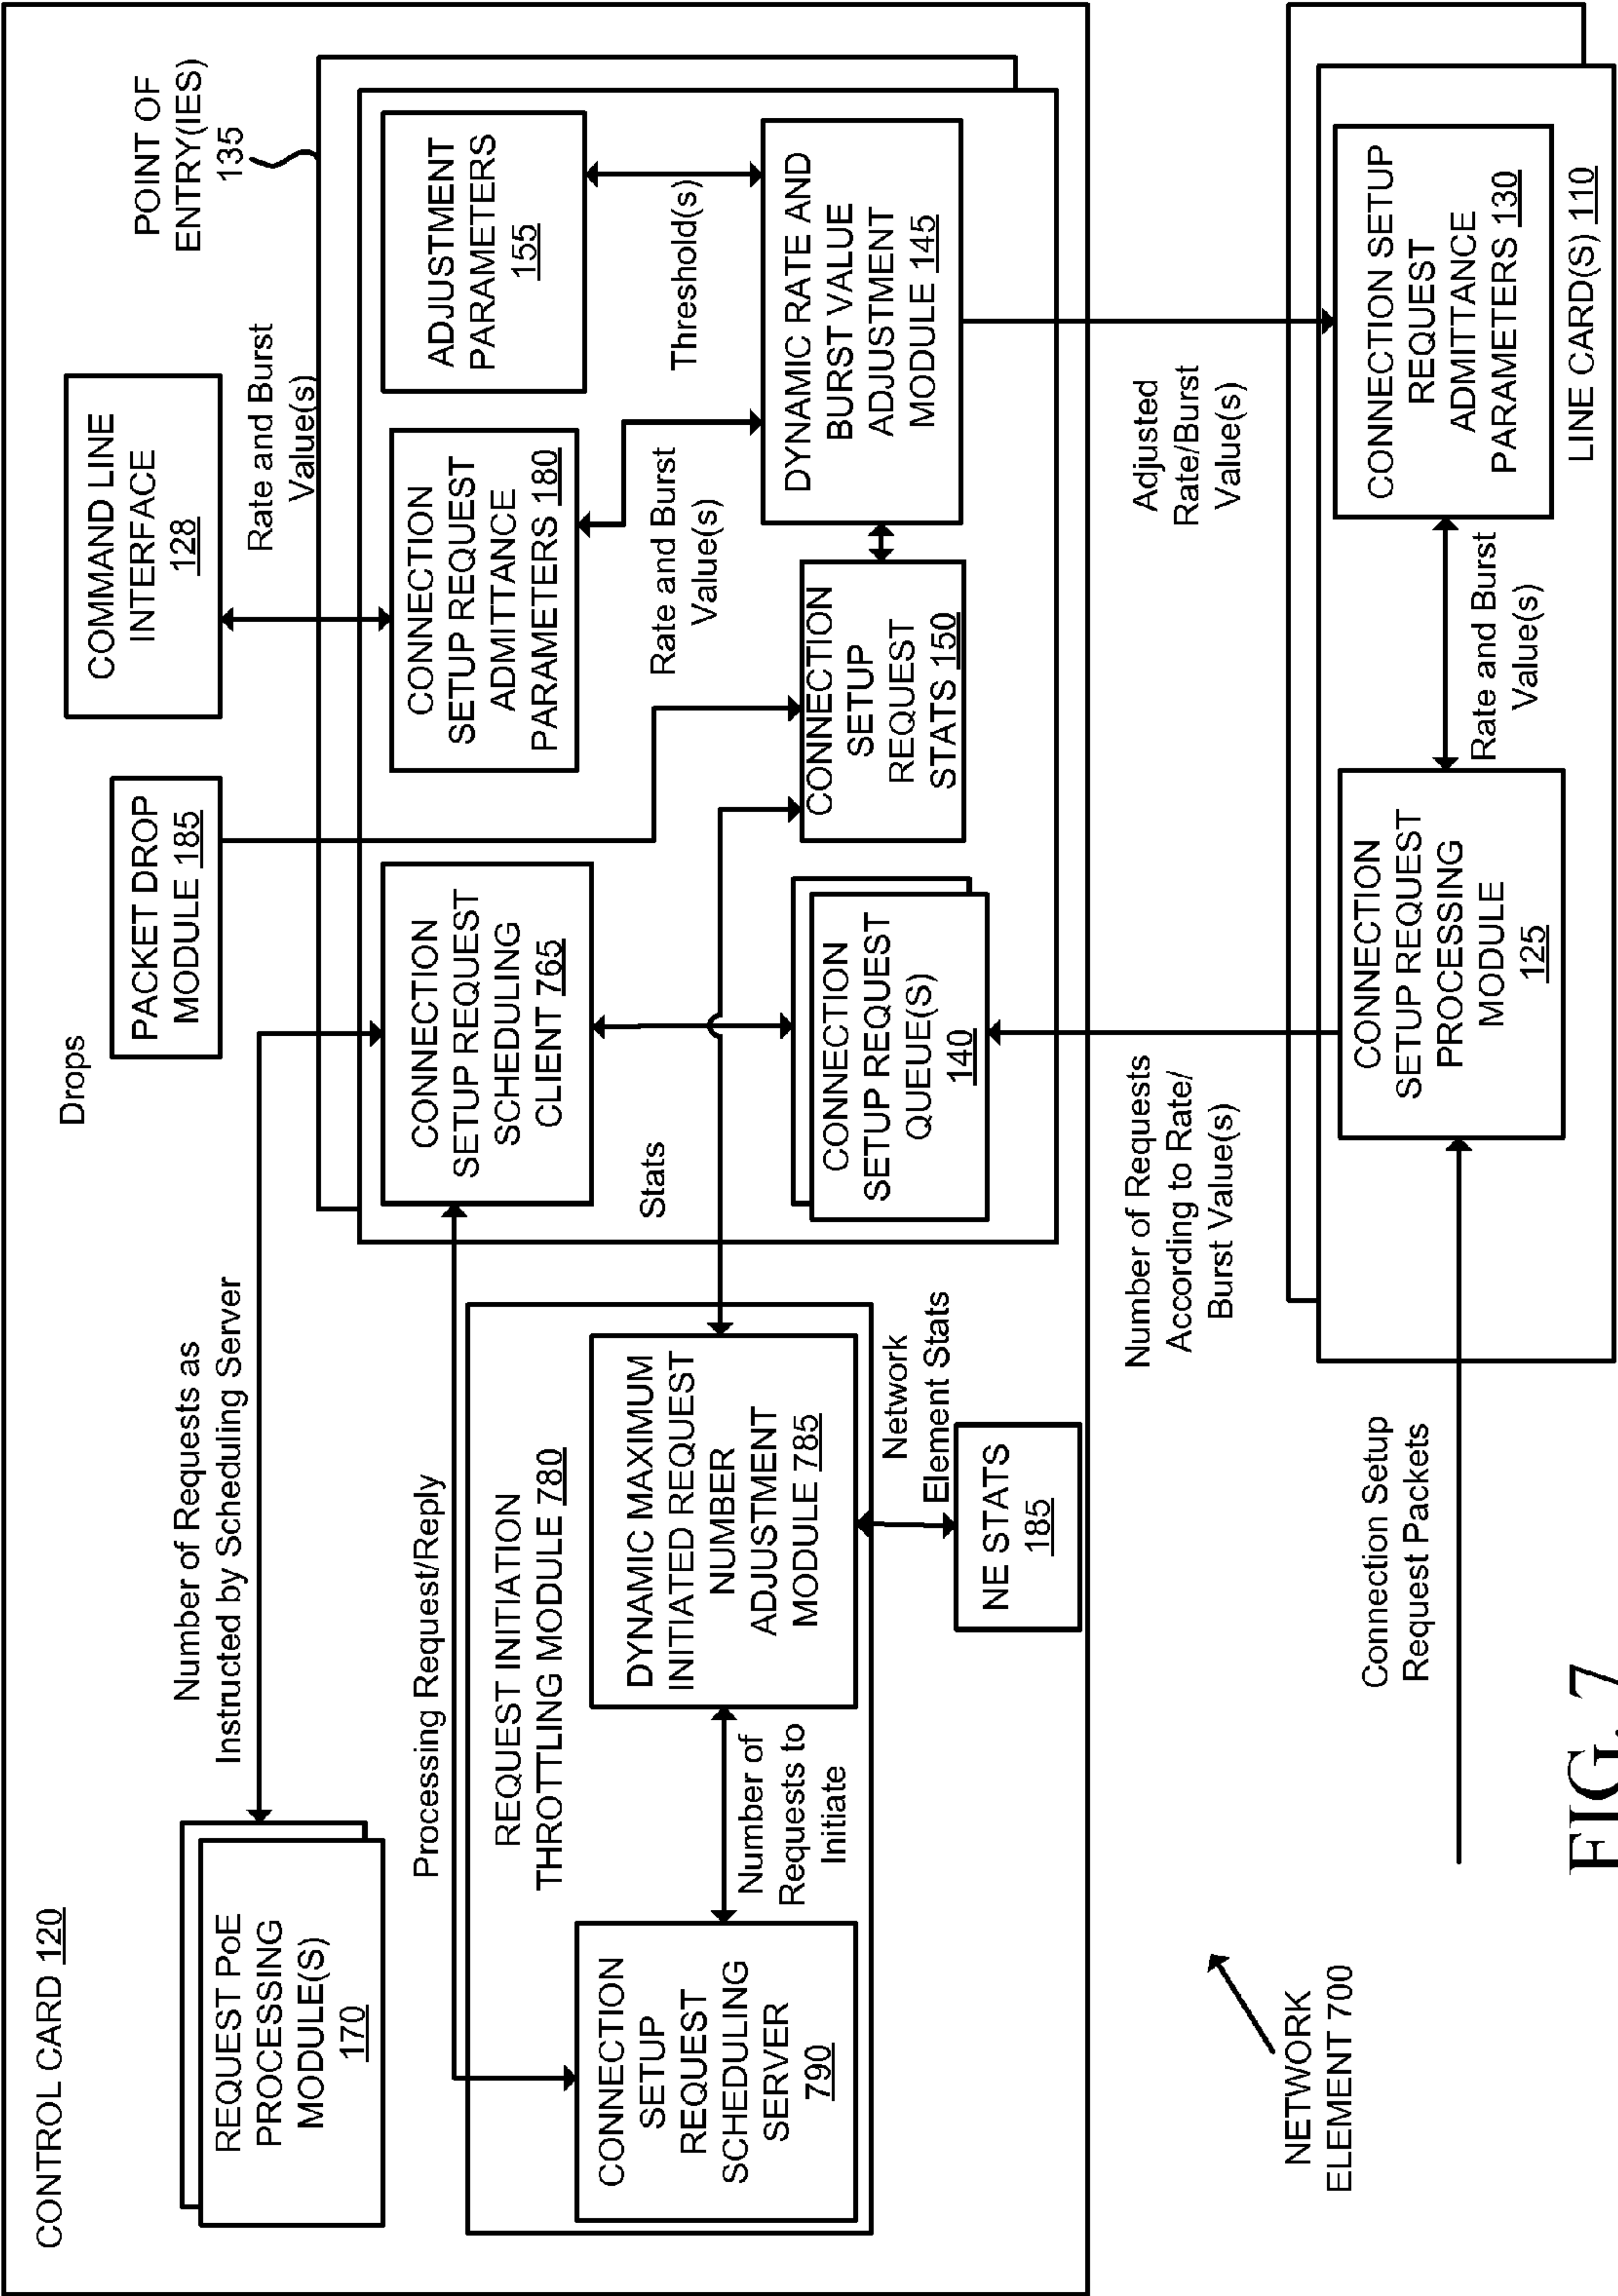 CONTROL CARD 120
REQUEST PoE
PROCESSING
MODULE(S)
170
Number of Requests as
Instructed by Scheduling Server
Drops
PACKET DROP
MODULE 185
COMMAND LINE
INTERFACE
128
Rate and Burst
Value(s)
POINT OF
ENTRY(IES)
135
Processing Request/Reply
REQUEST INITIATION
THROTTLING MODULE 780
CONNECTION
SETUP
REQUEST
SCHEDULING
SERVER
790
Number of
Requests to
Initiate
DYNAMIC MAXIMUM
INITIATED REQUEST
NUMBER
ADJUSTMENT
MODULE 785
Network
Element Stats
NE STATS
185
CONNECTION
SETUP REQUEST
SCHEDULING
CLIENT 765
Stats
CONNECTION
SETUP REQUEST
QUEUE(S)
140
CONNECTION
SETUP REQUEST
ADMITTANCE
PARAMETERS 180
Rate and Burst
Value(s)
CONNECTION
SETUP
REQUEST
STATS 150
ADJUSTMENT
PARAMETERS
155
Threshold(s)
DYNAMIC RATE AND
BURST VALUE
ADJUSTMENT
MODULE 145
Number of Requests
According to Rate/
Burst Value(s)
Adjusted
Rate/Burst
Value(s)
Connection Setup
Request Packets
CONNECTION
SETUP REQUEST
PROCESSING
MODULE
125
Rate and Burst
Value(s)
CONNECTION SETUP
REQUEST
ADMITTANCE
PARAMETERS 130
LINE CARD(S) 110
NETWORK
ELEMENT 700
FIG. 7